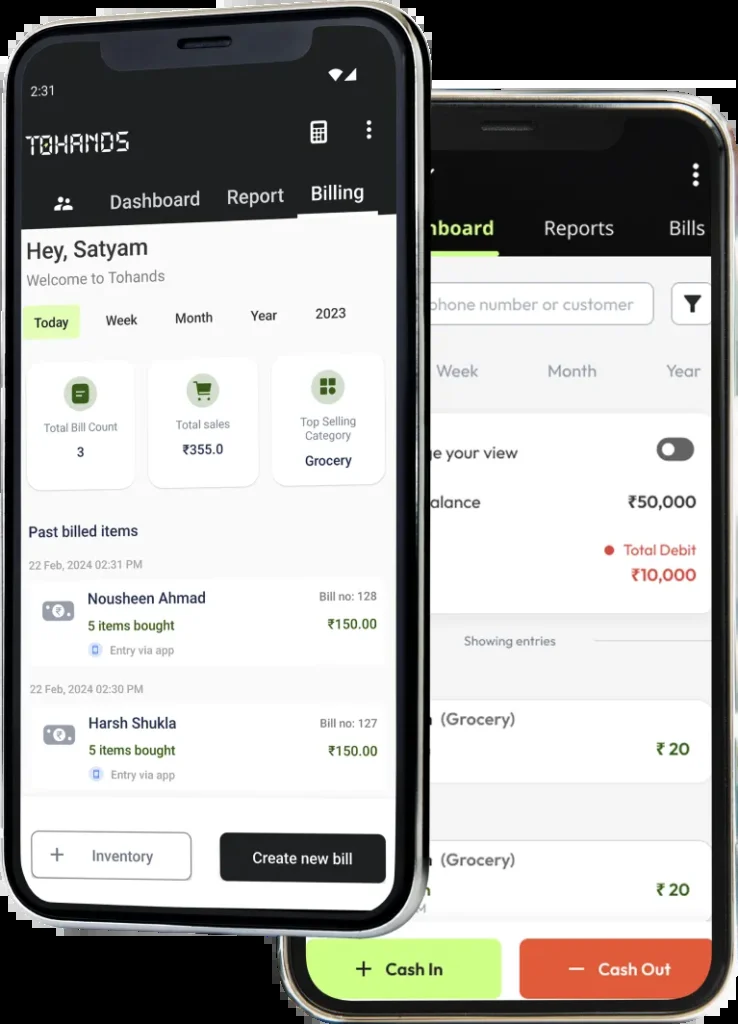 2:31
TOHANDS
Dashboard Report Billing
Hey, Satyam
Welcome to Tohands
Today Week Month Year 2023
Total Bill Count
3
Total sales
₹355.0
Top Selling
Category
Grocery
Past billed items
22 Feb, 2024 02:31 PM
Nousheen Ahmad
Bill no: 128
5 items bought
₹150.00
Entry via app
22 Feb, 2024 02:30 PM
Harsh Shukla
Bill no: 127
5 items bought
₹150.00
Entry via app
+ Inventory
Create new bill
nboard Reports Bills
phone number or customer
Week Month Year
ge your view
alance
₹50,000
Total Debit
₹10,000
Showing entries
(Grocery)
₹ 20
(Grocery)
₹ 20
+ Cash In
− Cash Out